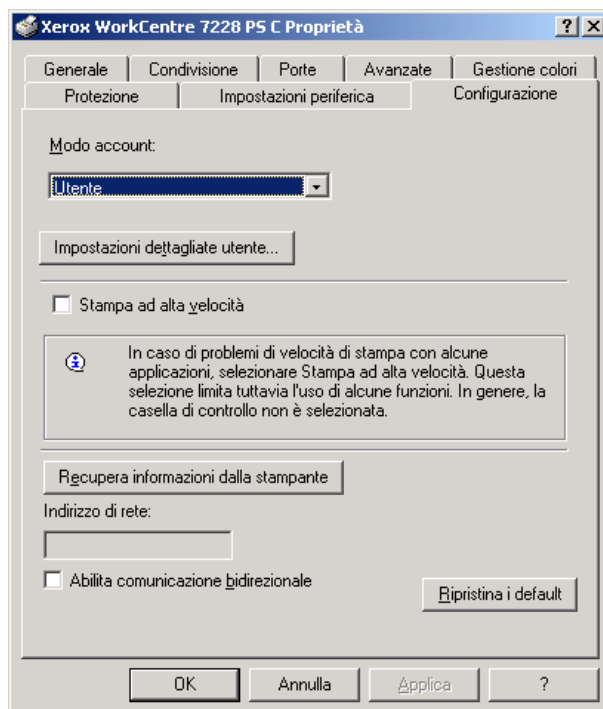 Xerox WorkCentre 7228 PS C Proprietà
Generale Condivisione Porte Avanzate Gestione colori
Protezione Impostazioni periferica Configurazione
Modo account:
Utente
Impostazioni dettagliate utente...
Stampa ad alta velocità
In caso di problemi di velocità di stampa con alcune
applicazioni, selezionare Stampa ad alta velocità. Questa
selezione limita tuttavia l'uso di alcune funzioni. In genere, la
casella di controllo non è selezionata.
Recupera informazioni dalla stampante
Indirizzo di rete:
Abilita comunicazione bidirezionale
Ripristina i default
OK Annulla Applica ?